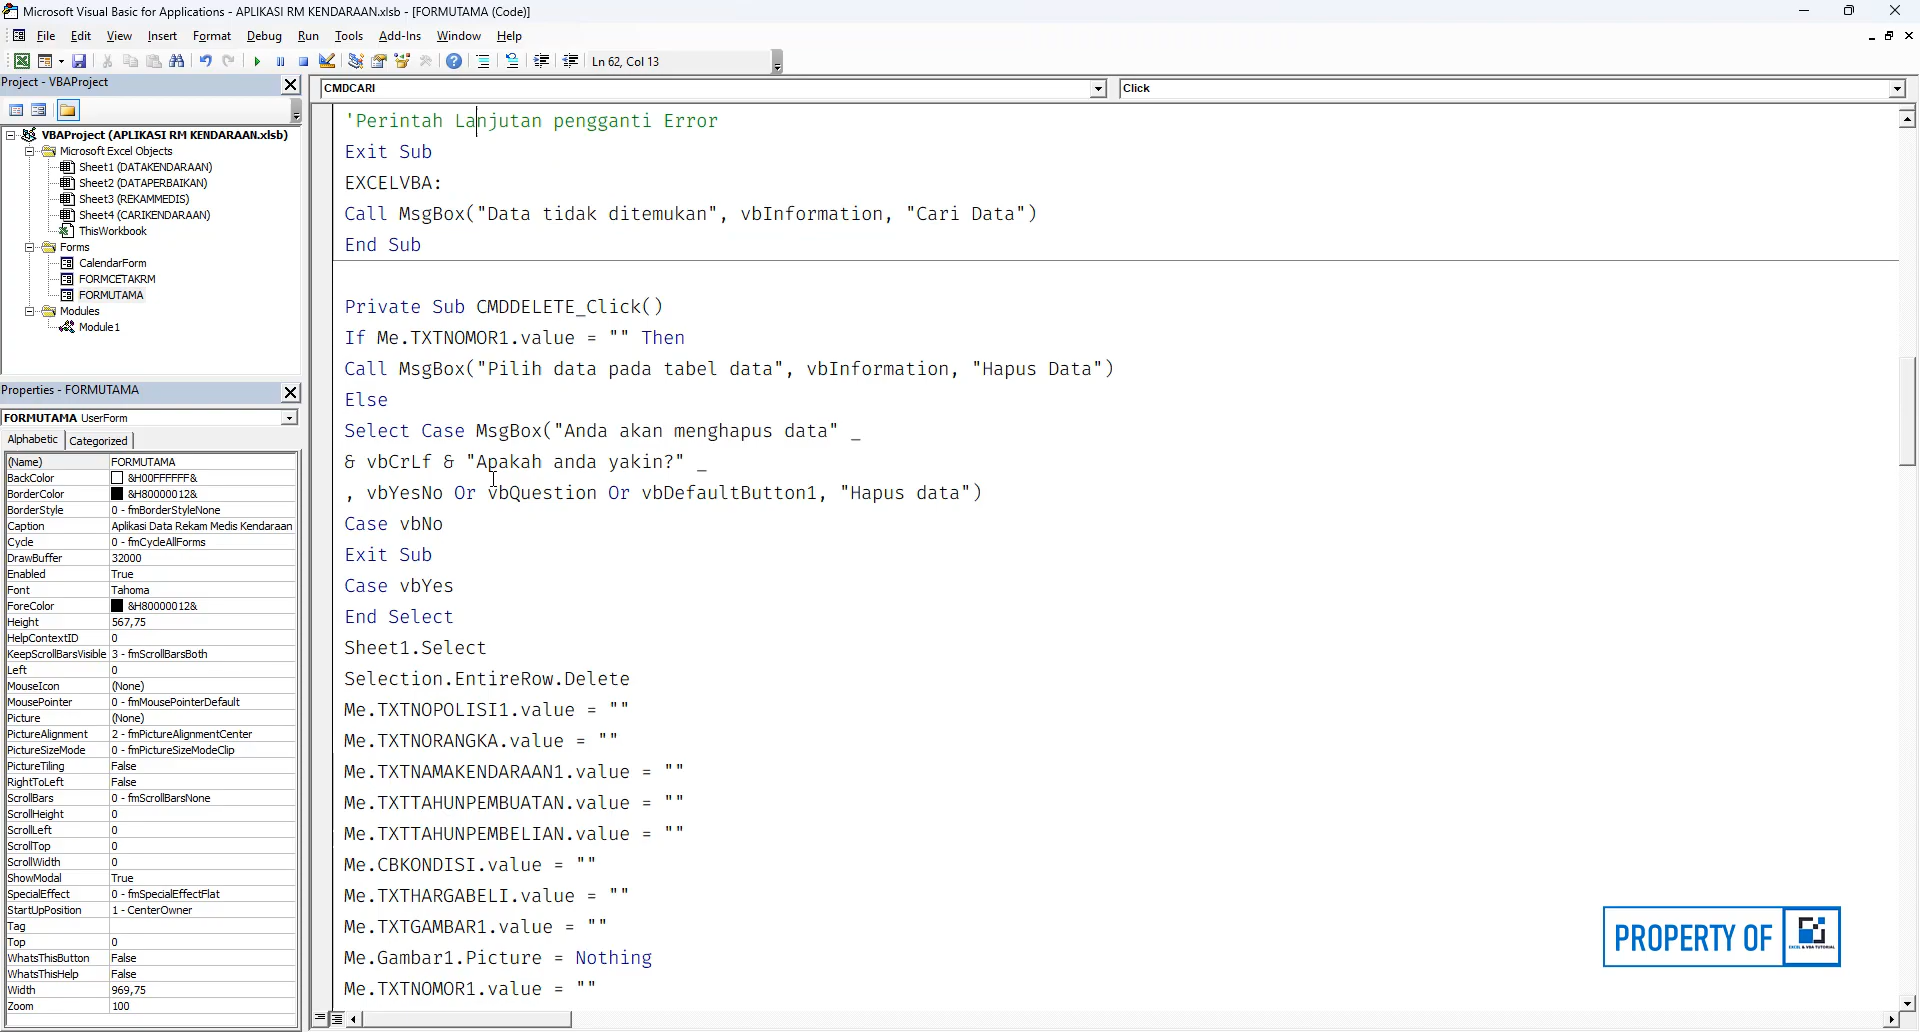 Microsoft Visual Basic for Applications - APLIKASI RM KENDARAAN.xlsb - [FORMUTAMA (Code)]
File Edit View Insert Format Debug Run Tools Add-Ins Window Help
Ln 62, Col 13
Project - VBAProject
VBAProject (APLIKASI RM KENDARAAN.xlsb)
Microsoft Excel Objects
Sheet1 (DATAKENDARAAN)
Sheet2 (DATAPERBAIKAN)
Sheet3 (REKAMMEDIS)
Sheet4 (CARIKENDARAAN)
ThisWorkbook
Forms
CalendarForm
FORMCETAKRM
FORMUTAMA
Modules
Module1
Properties - FORMUTAMA
FORMUTAMA UserForm
Alphabetic Categorized
(Name) FORMUTAMA
BackColor &H00FFFFFF&
BorderColor &H80000012&
BorderStyle 0 - fmBorderStyleNone
Caption Aplikasi Data Rekam Medis Kendaraan
Cycle 0 - fmCycleAllForms
DrawBuffer 32000
Enabled True
Font Tahoma
ForeColor &H80000012&
Height 567,75
HelpContextID 0
KeepScrollBarsVisible 3 - fmScrollBarsBoth
Left 0
MouseIcon (None)
MousePointer 0 - fmMousePointerDefault
Picture (None)
PictureAlignment 2 - fmPictureAlignmentCenter
PictureSizeMode 0 - fmPictureSizeModeClip
PictureTiling False
RightToLeft False
ScrollBars 0 - fmScrollBarsNone
ScrollHeight 0
ScrollLeft 0
ScrollTop 0
ScrollWidth 0
ShowModal True
SpecialEffect 0 - fmSpecialEffectFlat
StartUpPosition 1 - CenterOwner
Tag
Top 0
WhatsThisButton False
WhatsThisHelp False
Width 969,75
Zoom 100
CMDCARI Click
'Perintah Lanjutan pengganti Error
Exit Sub
EXCELVBA:
Call MsgBox("Data tidak ditemukan", vbInformation, "Cari Data")
End Sub
Private Sub CMDDELETE_Click()
If Me.TXTNOMOR1.value = "" Then
Call MsgBox("Pilih data pada tabel data", vbInformation, "Hapus Data")
Else
Select Case MsgBox("Anda akan menghapus data" _
& vbCrLf & "Apakah anda yakin?" _
, vbYesNo Or vbQuestion Or vbDefaultButton1, "Hapus data")
Case vbNo
Exit Sub
Case vbYes
End Select
Sheet1.Select
Selection.EntireRow.Delete
Me.TXTNOPOLISI1.value = ""
Me.TXTNORANGKA.value = ""
Me.TXTNAMAKENDARAAN1.value = ""
Me.TXTTAHUNPEMBUATAN.value = ""
Me.TXTTAHUNPEMBELIAN.value = ""
Me.CBKONDISI.value = ""
Me.TXTHARGABELI.value = ""
Me.TXTGAMBAR1.value = ""
Me.Gambar1.Picture = Nothing
Me.TXTNOMOR1.value = ""
PROPERTY OF
EXCEL & VBA TUTORIAL